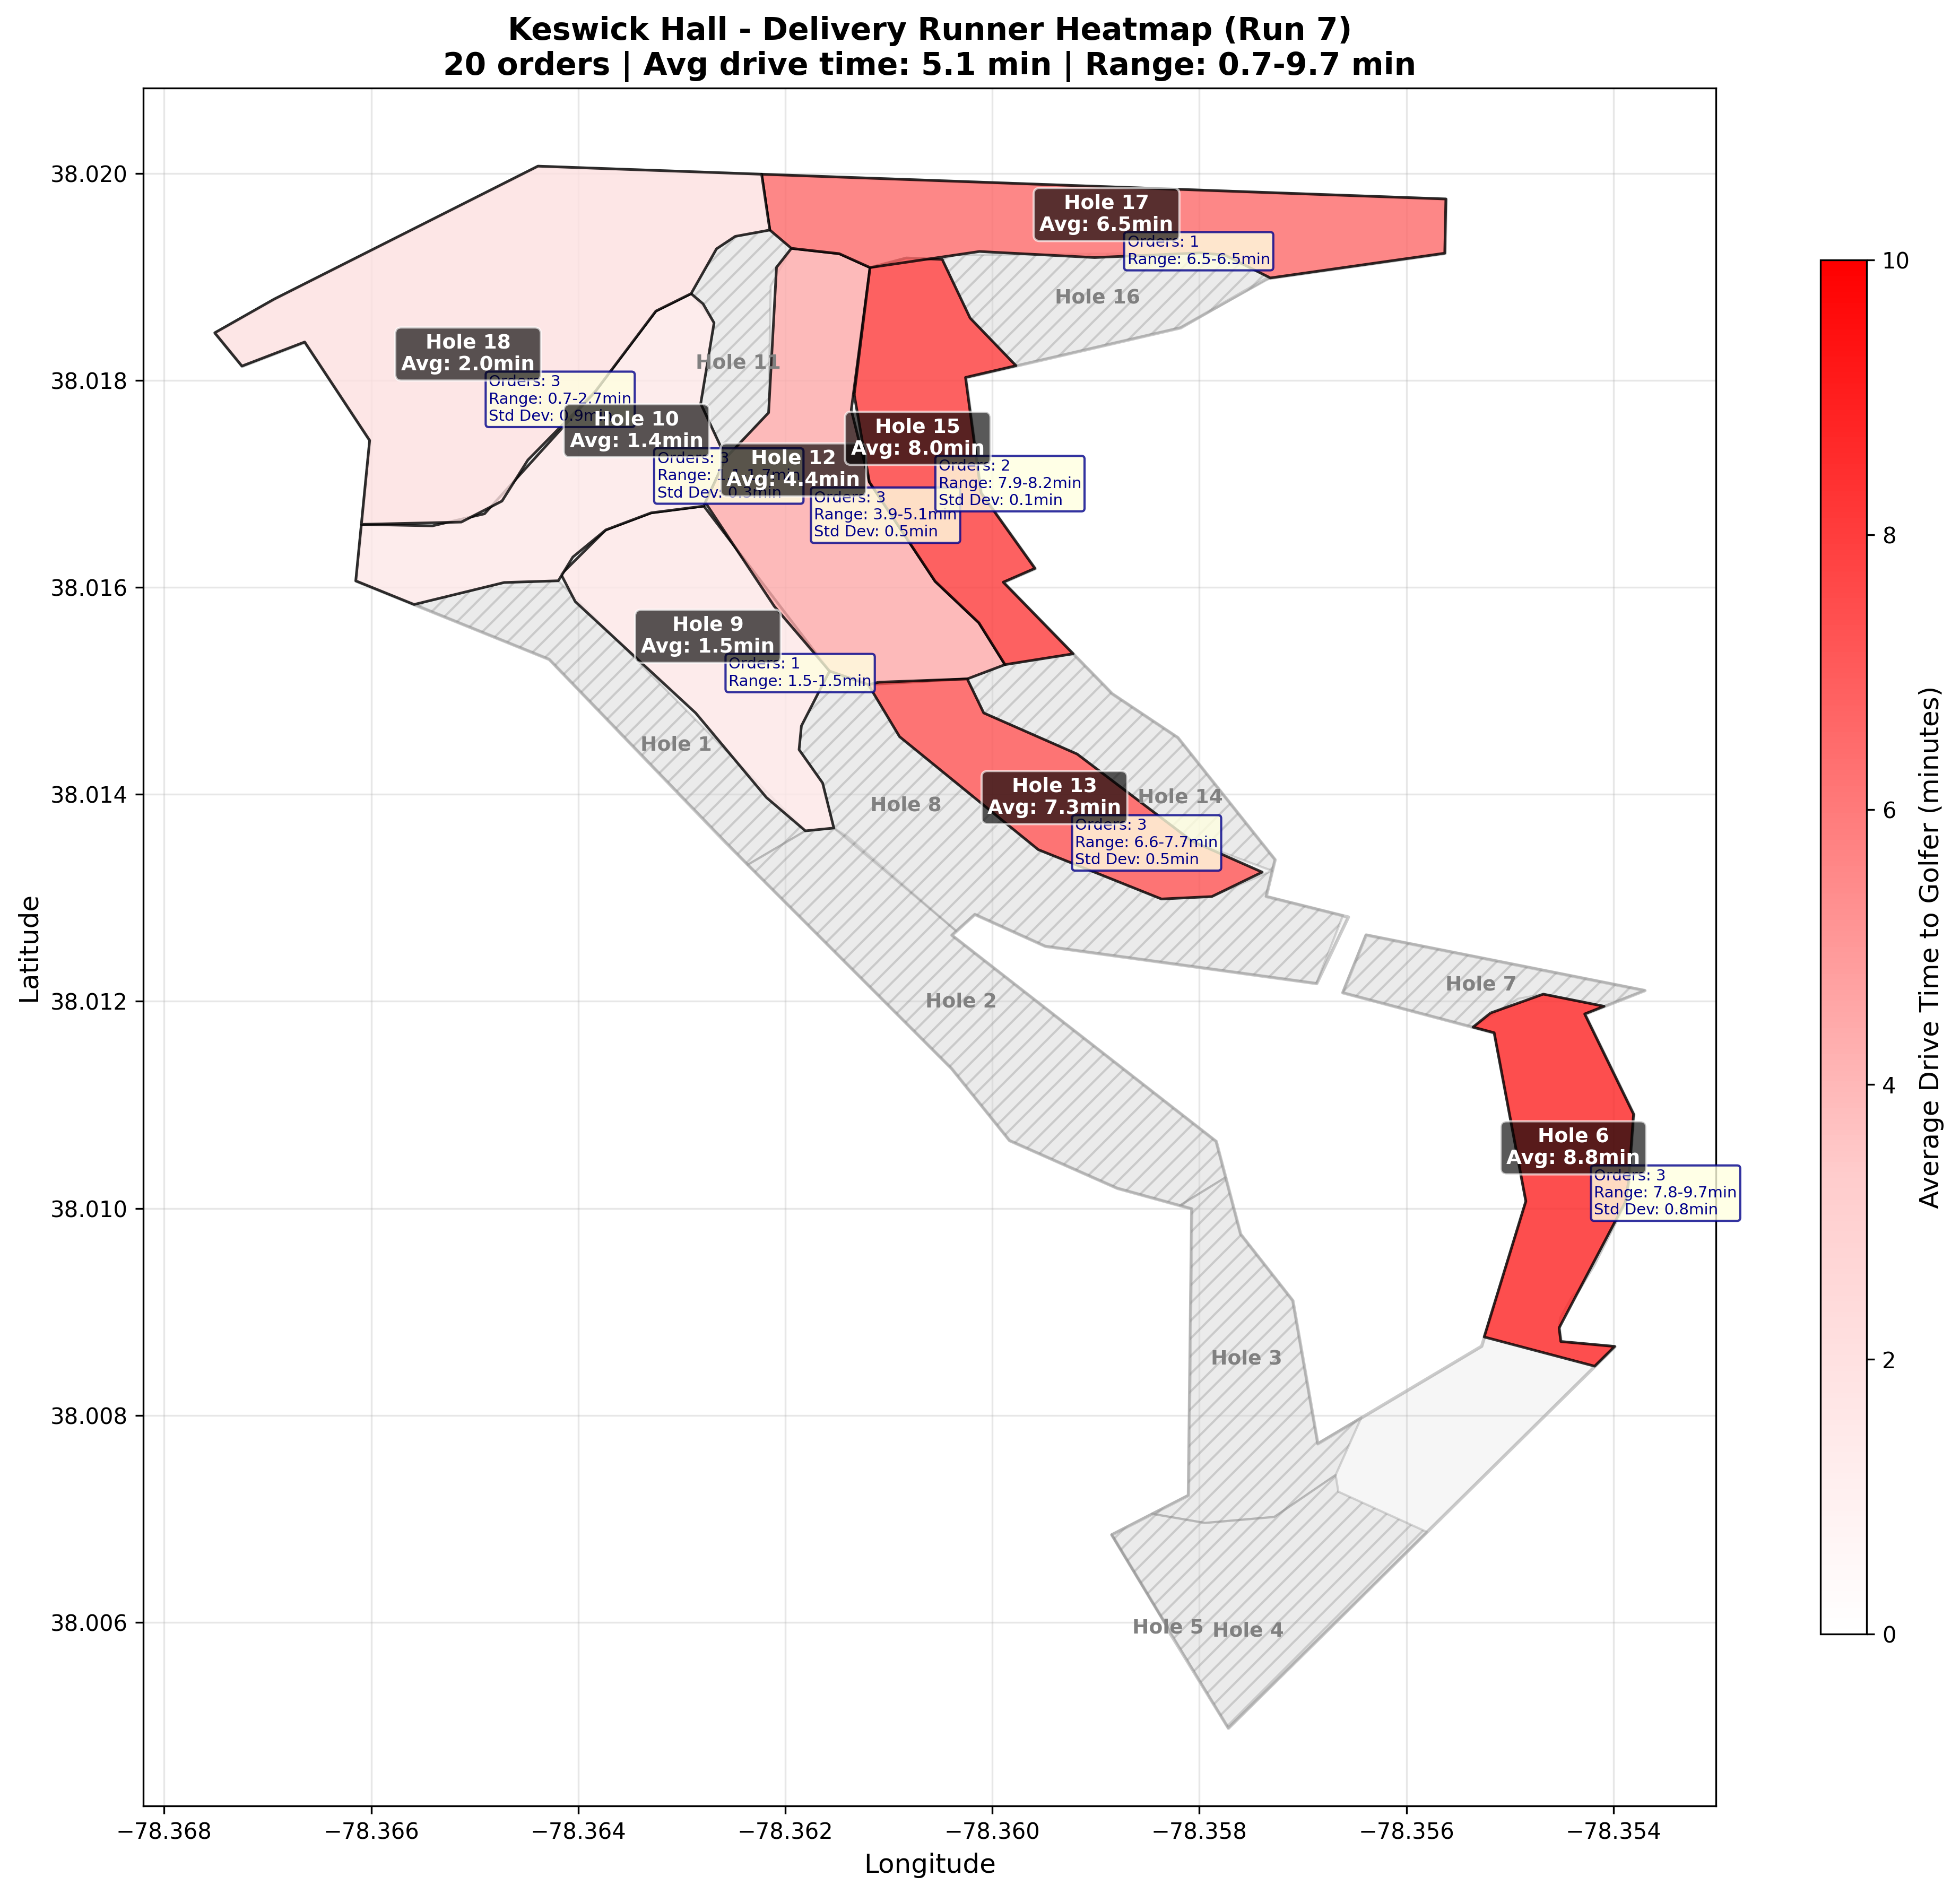 Keswick Hall - Delivery Runner Heatmap (Run 7)
20 orders | Avg drive time: 5.1 min | Range: 0.7-9.7 min
Hole 17
Avg: 6.5min
Orders: 1
Range: 6.5-6.5min
Hole 16
Hole 18
Avg: 2.0min
Orders: 3
Range: 0.7-2.7min
Std Dev: 0.9min
Hole 11
Hole 10
Avg: 1.4min
Orders: 3
Range:
Std Dev: 0.3min
Hole 12
Avg: 4.4min
Orders: 3
Range: 3.9-5.1min
Std Dev: 0.5min
Hole 15
Avg: 8.0min
Orders: 2
Range: 7.9-8.2min
Std Dev: 0.1min
Hole 9
Avg: 1.5min
Orders: 1
Range: 1.5-1.5min
Hole 1
Hole 8
Hole 13
Avg: 7.3min
Orders: 3
Range: 6.6-7.7min
Std Dev: 0.5min
Hole 14
Hole 7
Hole 2
Hole 6
Avg: 8.8min
Orders: 3
Range: 7.8-9.7min
Std Dev: 0.8min
Hole 3
Hole 5
Hole 4
38.020
38.018
38.016
38.014
38.012
38.010
38.008
38.006
Latitude
−78.368
−78.366
−78.364
−78.362
−78.360
−78.358
−78.356
−78.354
Longitude
10
8
6
4
2
0
Average Drive Time to Golfer (minutes)